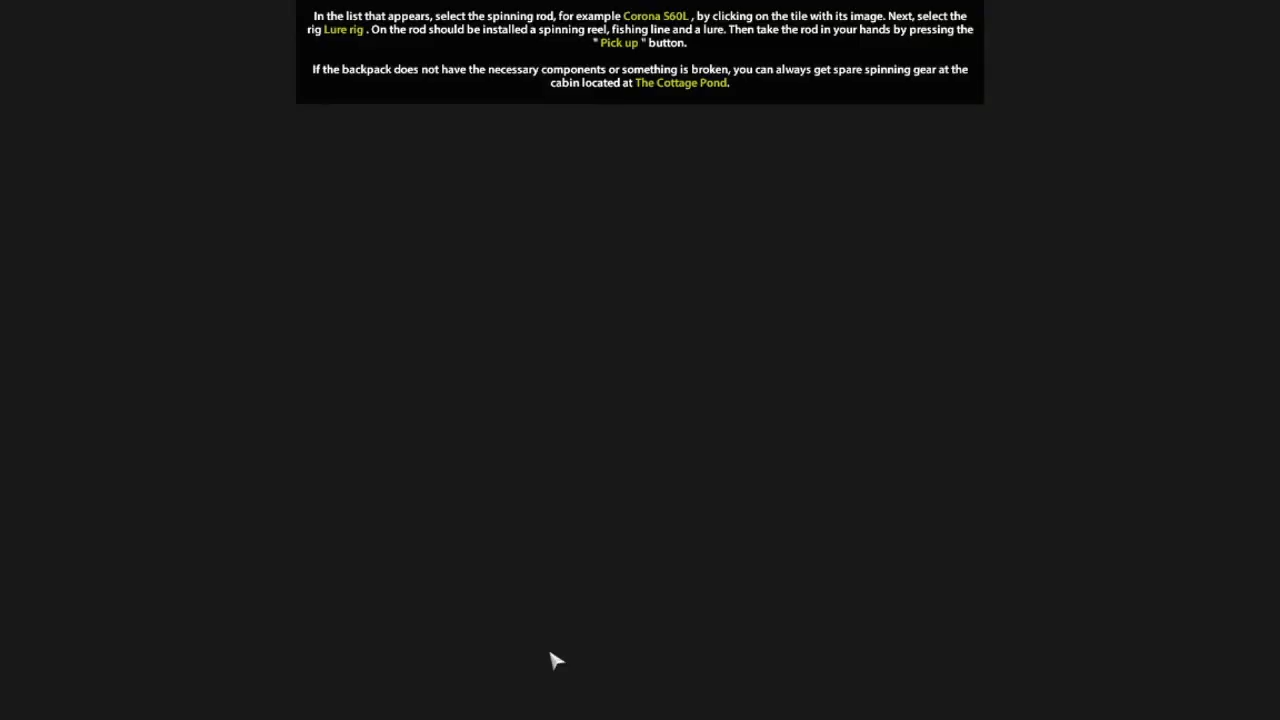 In the list that appears, select the spinning rod, for example Corona S60L , by clicking on the tile with its image. Next, select the
rig Lure rig . On the rod should be installed a spinning reel, fishing line and a lure. Then take the rod in your hands by pressing the
" Pick up " button.
If the backpack does not have the necessary components or something is broken, you can always get spare spinning gear at the
cabin located at The Cottage Pond.